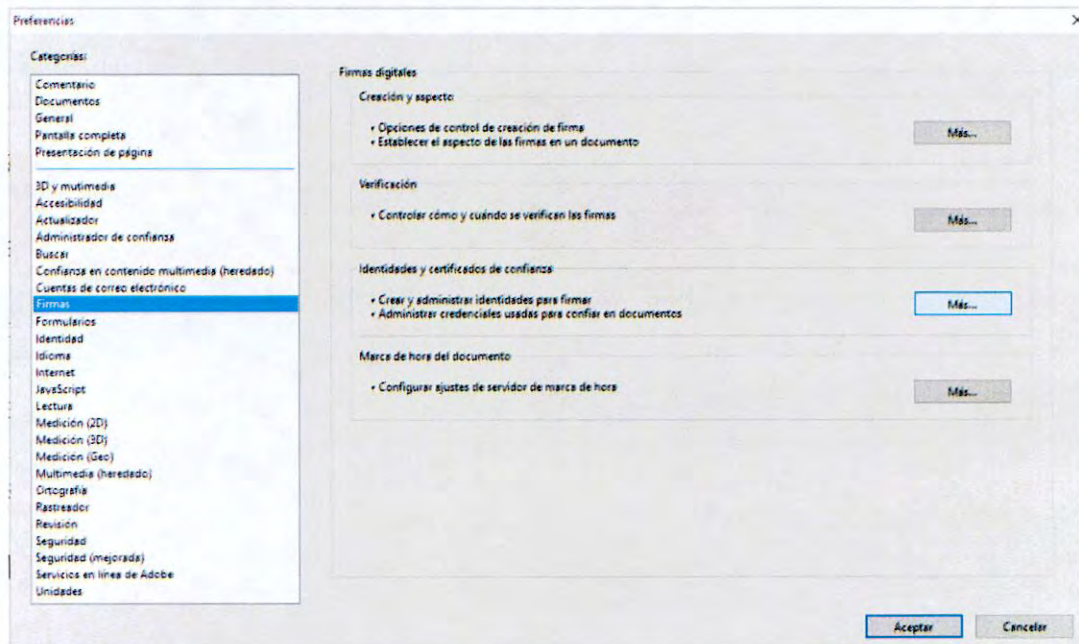 Preferencias
Categorías:
Comentario
Documentos
General
Pantalla completa
Presentación de página
3D y mutimedia
Accesibilidad
Actualizador
Administrador de confianza
Buscar
Confianza en contenido multimedia (heredado)
Cuentas de correo electrónico
Firmas
Formularios
Identidad
Idioma
Internet
JavaScript
Lectura
Medición (2D)
Medición (3D)
Medición (Geo)
Multimedia (heredado)
Ortografía
Rastreador
Revisión
Seguridad
Seguridad (mejorada)
Servicios en línea de Adobe
Unidades
Firmas digitales
Creación y aspecto
• Opciones de control de creación de firma
• Establecer el aspecto de las firmas en un documento
Más...
Verificación
• Controlar cómo y cuándo se verifican las firmas
Más...
Identidades y certificados de confianza
• Crear y administrar identidades para firmar
• Administrar credenciales usadas para confiar en documentos
Más...
Marca de hora del documento
• Configurar ajustes de servidor de marca de hora
Más...
Aceptar
Cancelar